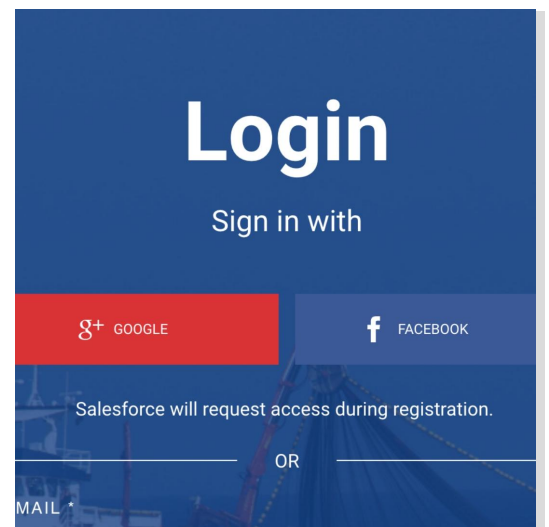 Login
Sign in with
g+ GOOGLE
f FACEBOOK
Salesforce will request access during registration.
OR
MAIL *